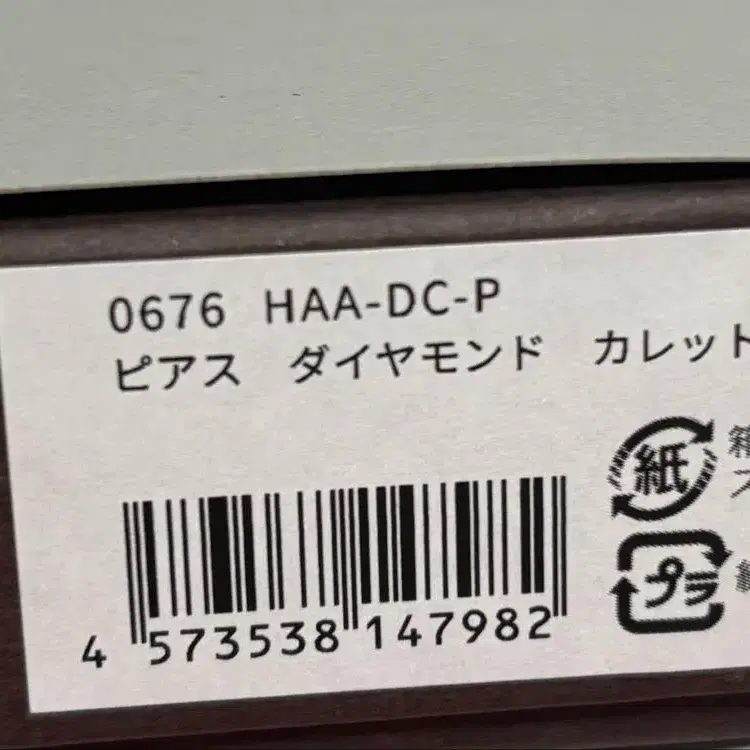 0676 HAA-DC-P
ピアス ダイヤモンド カレット
紙
箱
プラ
4 573538 147982